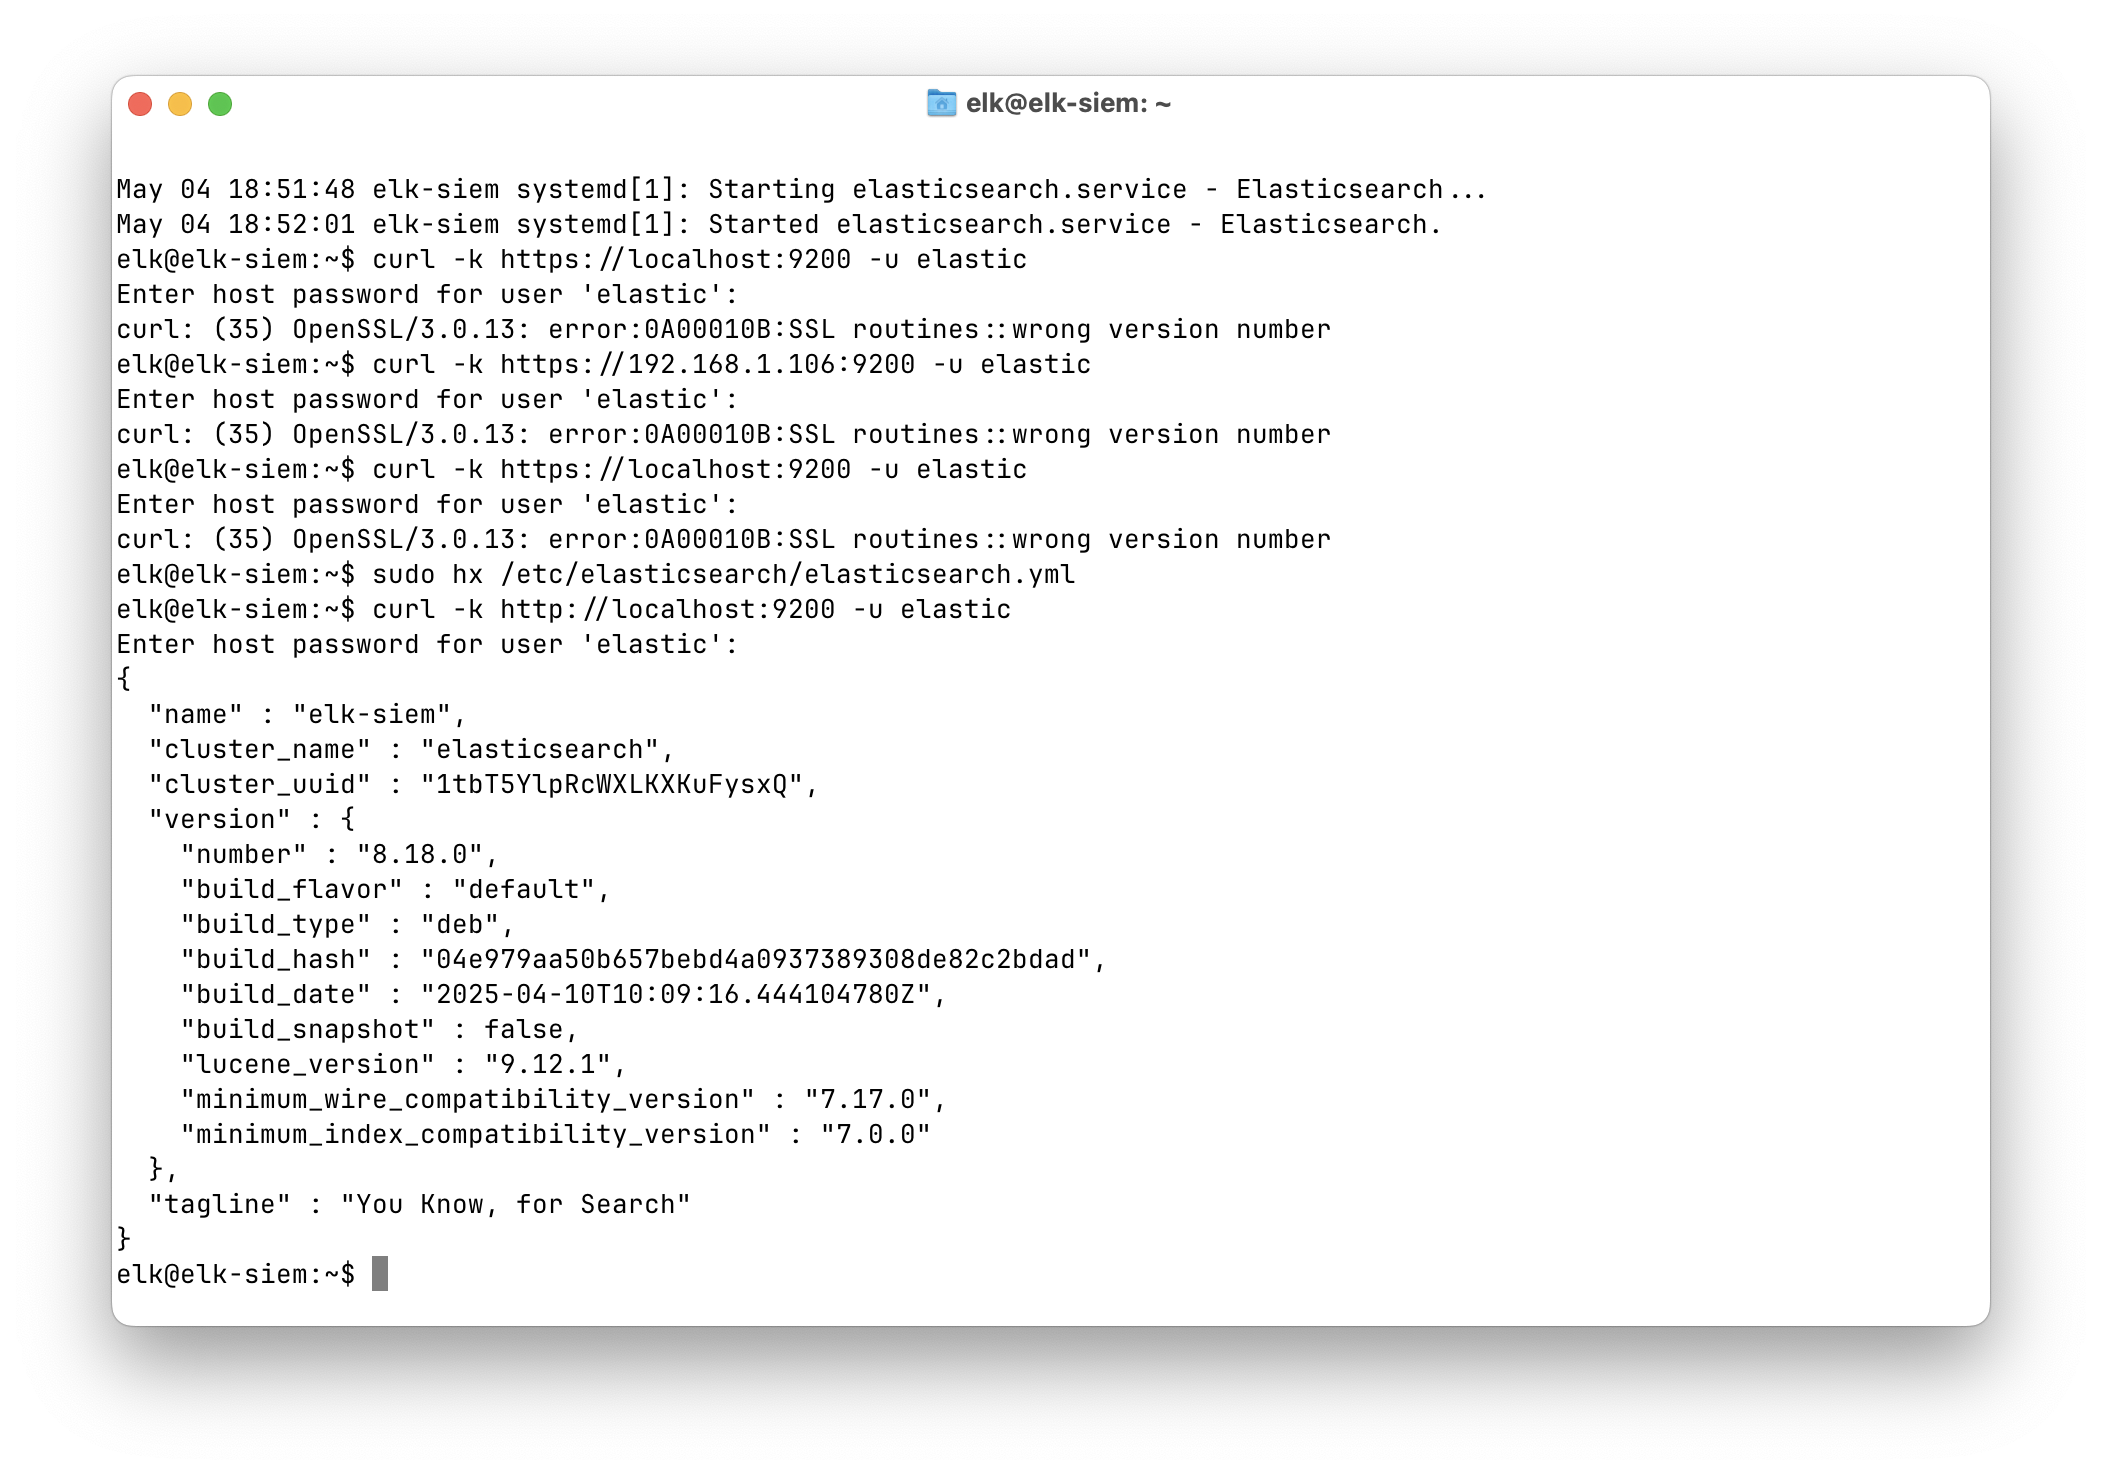 elk@elk-siem: ~
May 04 18:51:48 elk-siem systemd[1]: Starting elasticsearch.service - Elasticsearch...
May 04 18:52:01 elk-siem systemd[1]: Started elasticsearch.service - Elasticsearch.
elk@elk-siem:~$ curl -k https://localhost:9200 -u elastic
Enter host password for user 'elastic':
curl: (35) OpenSSL/3.0.13: error:0A00010B:SSL routines::wrong version number
elk@elk-siem:~$ curl -k https://192.168.1.106:9200 -u elastic
Enter host password for user 'elastic':
curl: (35) OpenSSL/3.0.13: error:0A00010B:SSL routines::wrong version number
elk@elk-siem:~$ curl -k https://localhost:9200 -u elastic
Enter host password for user 'elastic':
curl: (35) OpenSSL/3.0.13: error:0A00010B:SSL routines::wrong version number
elk@elk-siem:~$ sudo hx /etc/elasticsearch/elasticsearch.yml
elk@elk-siem:~$ curl -k http://localhost:9200 -u elastic
Enter host password for user 'elastic':
{
  "name" : "elk-siem",
  "cluster_name" : "elasticsearch",
  "cluster_uuid" : "1tbT5YlpRcWXLKXKuFysxQ",
  "version" : {
    "number" : "8.18.0",
    "build_flavor" : "default",
    "build_type" : "deb",
    "build_hash" : "04e979aa50b657bebd4a0937389308de82c2bdad",
    "build_date" : "2025-04-10T10:09:16.444104780Z",
    "build_snapshot" : false,
    "lucene_version" : "9.12.1",
    "minimum_wire_compatibility_version" : "7.17.0",
    "minimum_index_compatibility_version" : "7.0.0"
  },
  "tagline" : "You Know, for Search"
}
elk@elk-siem:~$